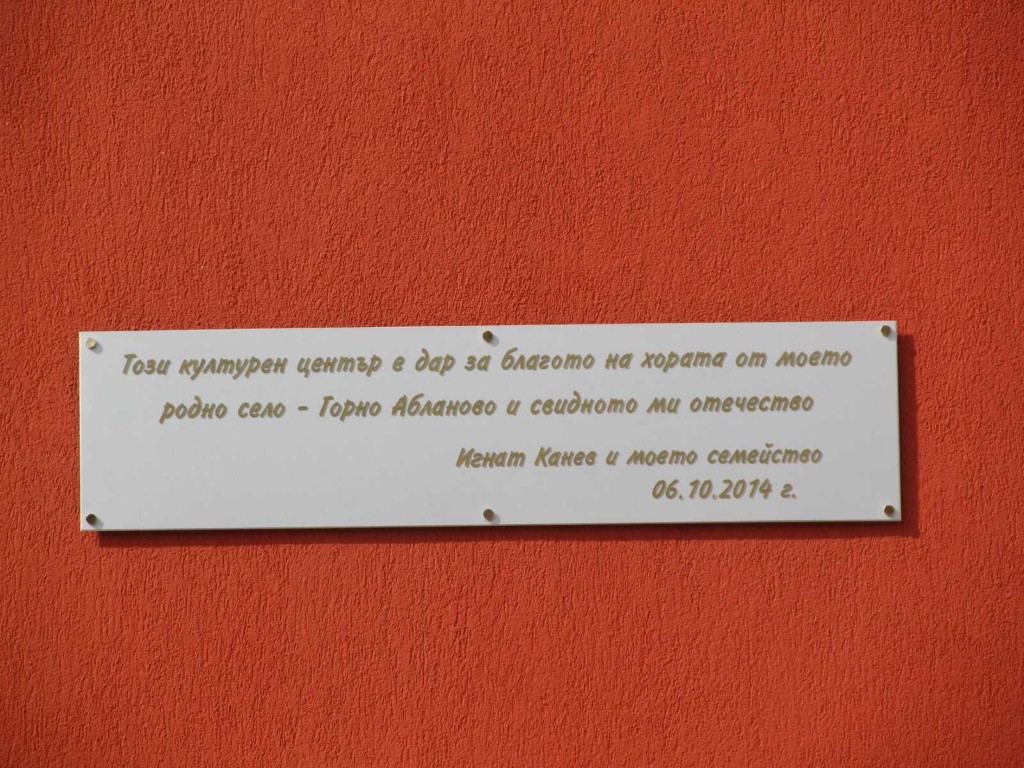 Този културен център е дар за благото на хората от моето
родно село - Горно Абланово и свидното ми отечество
Игнат Канев и моето семейство
06.10.2014 г.